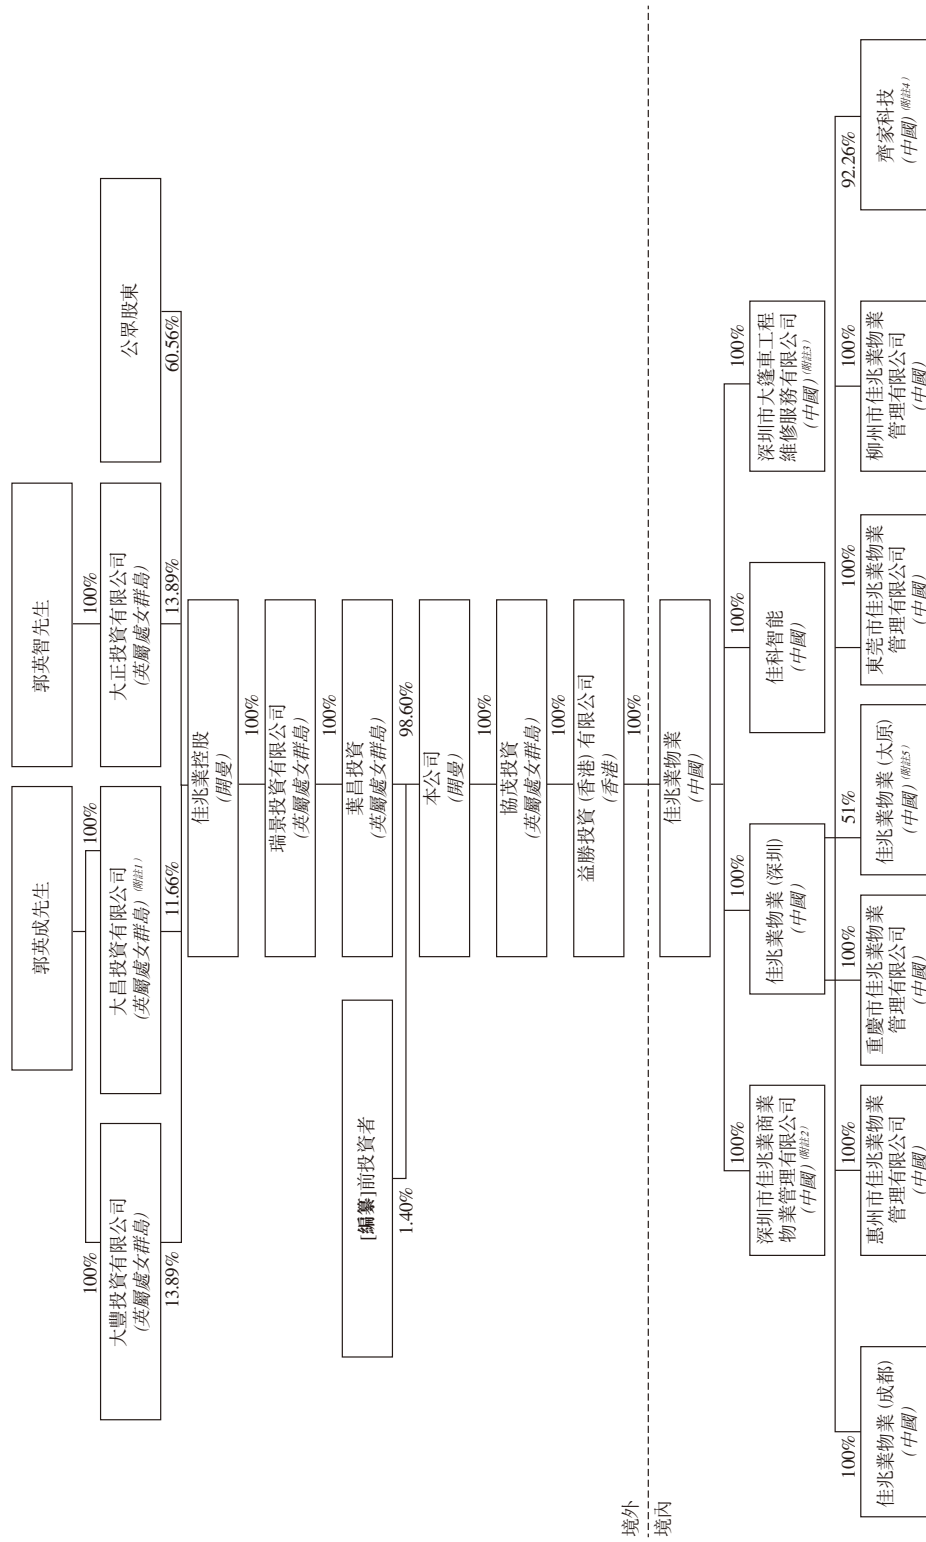 郭英成先生
郭英智先生
100%
100%
100%
大豐投資有限公司
(英屬處女群島)
大昌投資有限公司
(英屬處女群島) (附註1)
大正投資有限公司
(英屬處女群島)
公眾股東
13.89%
11.66%
13.89%
60.56%
佳兆業控股
(開曼)
100%
瑞景投資有限公司
(英屬處女群島)
100%
[編纂]前投資者
葉昌投資
(英屬處女群島)
1.40%
98.60%
本公司
(開曼)
100%
協茂投資
(英屬處女群島)
100%
益勝投資 (香港) 有限公司
(香港)
100%
境外
境內
佳兆業物業
(中國)
100%
100%
100%
100%
深圳市佳兆業商業
物業管理有限公司
(中國) (附註2)
佳兆業物業 (深圳)
(中國)
佳科智能
(中國)
深圳市大篷車工程
維修服務有限公司
(中國) (附註3)
100%
100%
100%
51%
100%
100%
92.26%
佳兆業物業 (成都)
(中國)
惠州市佳兆業物業
管理有限公司
(中國)
重慶市佳兆業物業
管理有限公司
(中國)
佳兆業物業 (太原)
(中國) (附註5)
東莞市佳兆業物業
管理有限公司
(中國)
柳州市佳兆業物業
管理有限公司
(中國)
齊家科技
(中國) (附註4)